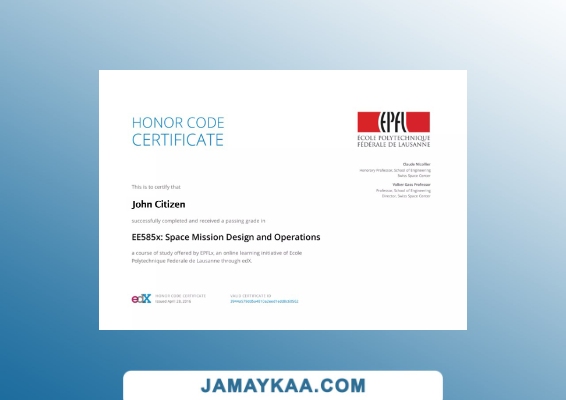 HONOR CODE
CERTIFICATE
EPFL
ÉCOLE POLYTECHNIQUE
FÉDÉRALE DE LAUSANNE
Claude Nicollier
Honorary Professor, School of Engineering
Swiss Space Center
Volker Gass Professor
Professor, School of Engineering
Director, Swiss Space Center
This is to certify that
John Citizen
successfully completed and received a passing grade in
EE585x: Space Mission Design and Operations
a course of study offered by EPFLx, an online learning initiative of École
Polytechnique Fédérale de Lausanne through edX.
edX
HONOR CODE CERTIFICATE
Issued April 23, 2016
VALID CERTIFICATE ID
JAMAYKAA.COM